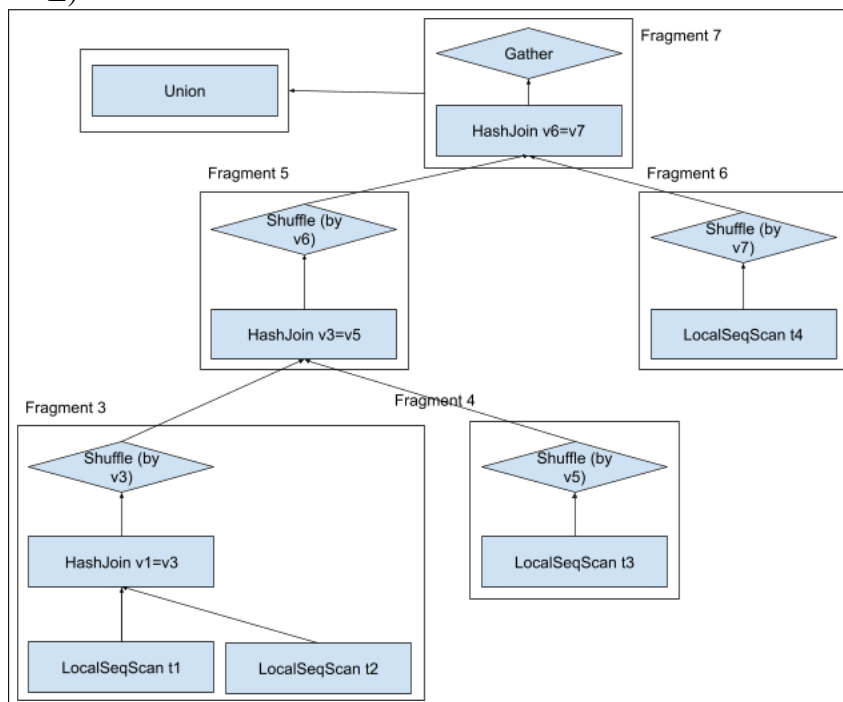 Fragment 7
Gather
Union
HashJoin v6=v7
Fragment 5
Fragment 6
Shuffle (by
v6)
Shuffle (by
v7)
HashJoin v3=v5
LocalSeqScan t4
Fragment 3
Fragment 4
Shuffle (by
v3)
Shuffle (by
v5)
HashJoin v1=v3
LocalSeqScan t3
LocalSeqScan t1
LocalSeqScan t2